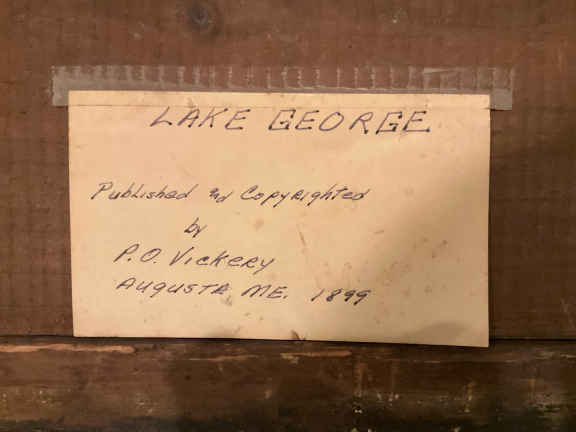 LAKE GEORGE
Published and Copyrighted
by
P.O. Vickery
Augusta ME. 1899